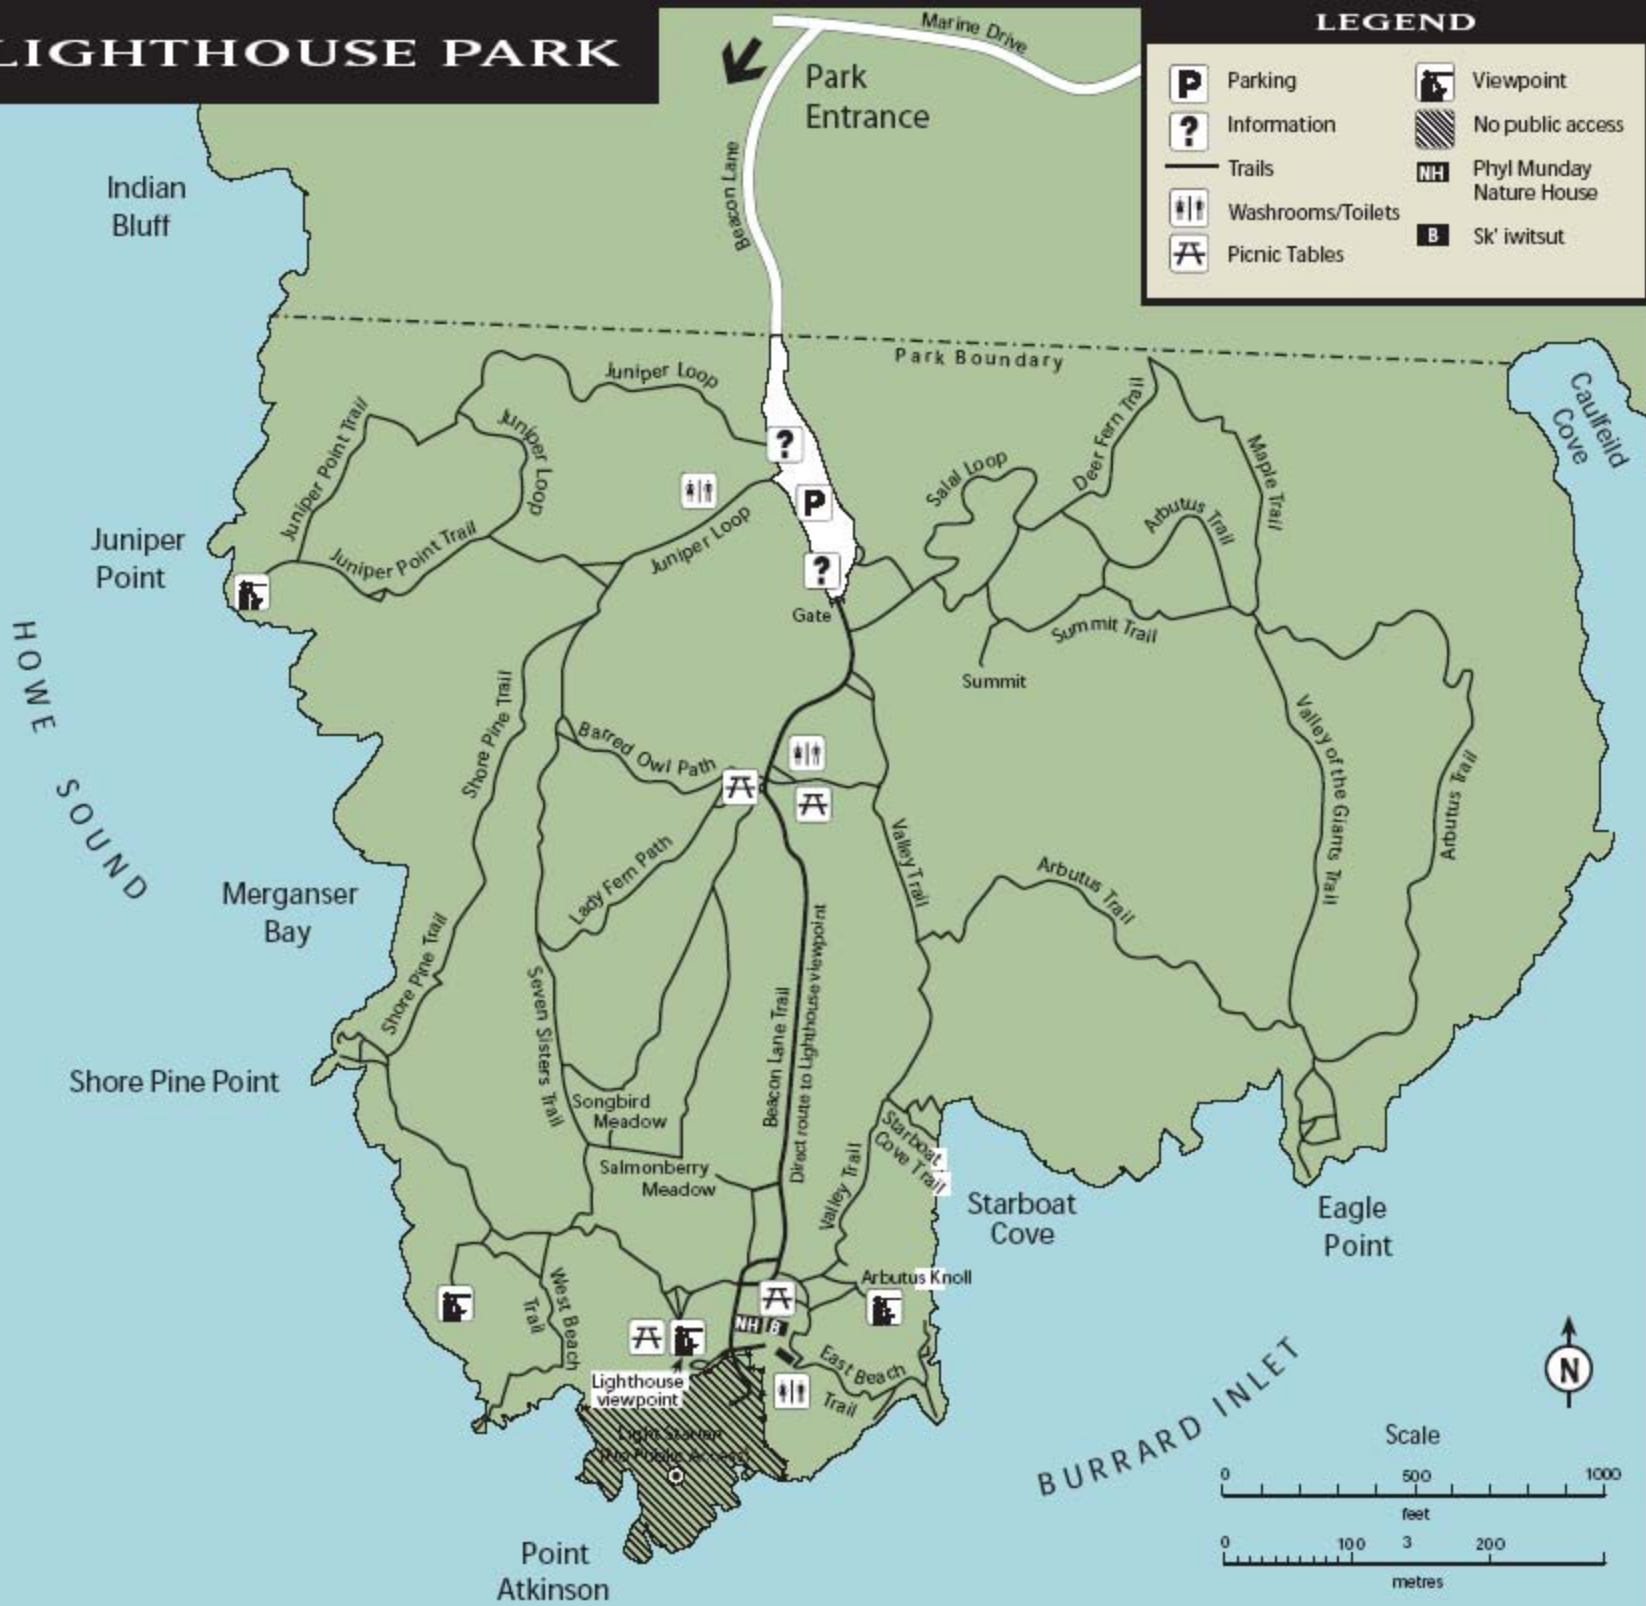 LIGHTHOUSE PARK
Marine Drive
Park
Entrance
Beacon Lane
LEGEND
P
Parking
?
Information
Trails
Washrooms/Toilets
Picnic Tables
Viewpoint
No public access
NH
Phyl Munday
Nature House
B
Sk' iwitsut
Indian
Bluff
Park Boundary
Caulfeild
Cove
Juniper Loop
Juniper Point Trail
Juniper Loop
?
P
?
Juniper Loop
Juniper Point Trail
Juniper
Point
Gate
Salal Loop
Deer Fern Trail
Maple Trail
Arbutus Trail
Summit Trail
Summit
HOWE SOUND
Shore Pine Trail
Barred Owl Path
Valley of the Giants Trail
Arbutus Trail
Lady Fern Path
Valley Trail
Arbutus Trail
Merganser
Bay
Shore Pine Trail
Seven Sisters Trail
Beacon Lane Trail
Direct route to Lighthouse viewpoint
Shore Pine Point
Songbird
Meadow
Salmonberry
Meadow
Valley Trail
Starboat
Cove Trail
Starboat
Cove
Eagle
Point
Arbutus Knoll
West Beach
Trail
NH
B
East Beach
Trail
Lighthouse
viewpoint
Light Station
(No Public Access)
Point
Atkinson
BURRARD INLET
N
Scale
0 500 1000
feet
0 100 3 200
metres